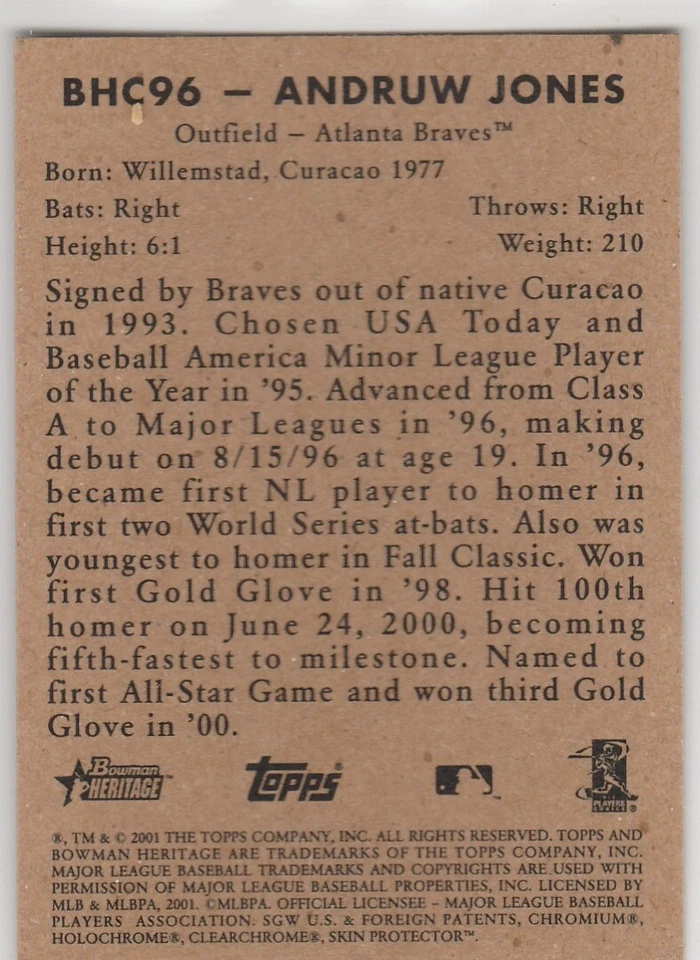 BHC96 – ANDRUW JONES
Outfield – Atlanta Braves™
Born: Willemstad, Curacao 1977
Bats: Right Throws: Right
Height: 6:1 Weight: 210
Signed by Braves out of native Curacao
in 1993. Chosen USA Today and
Baseball America Minor League Player
of the Year in ’95. Advanced from Class
A to Major Leagues in ’96, making
debut on 8/15/96 at age 19. In ’96,
became first NL player to homer in
first two World Series at-bats. Also was
youngest to homer in Fall Classic. Won
first Gold Glove in ’98. Hit 100th
homer on June 24, 2000, becoming
fifth-fastest to milestone. Named to
first All-Star Game and won third Gold
Glove in ’00.
Bowman
HERITAGE
TOPPS®
PLAYERS
CHOICE®
®, TM & © 2001 THE TOPPS COMPANY, INC. ALL RIGHTS RESERVED. TOPPS AND
BOWMAN HERITAGE ARE TRADEMARKS OF THE TOPPS COMPANY, INC.
MAJOR LEAGUE BASEBALL TRADEMARKS AND COPYRIGHTS ARE USED WITH
PERMISSION OF MAJOR LEAGUE BASEBALL PROPERTIES, INC. LICENSED BY
MLB & MLBPA, 2001. ©MLBPA. OFFICIAL LICENSEE – MAJOR LEAGUE BASEBALL
PLAYERS ASSOCIATION. SGW U.S. & FOREIGN PATENTS, CHROMIUM®,
HOLOCHROME®, CLEARCHROME®, SKIN PROTECTOR™.